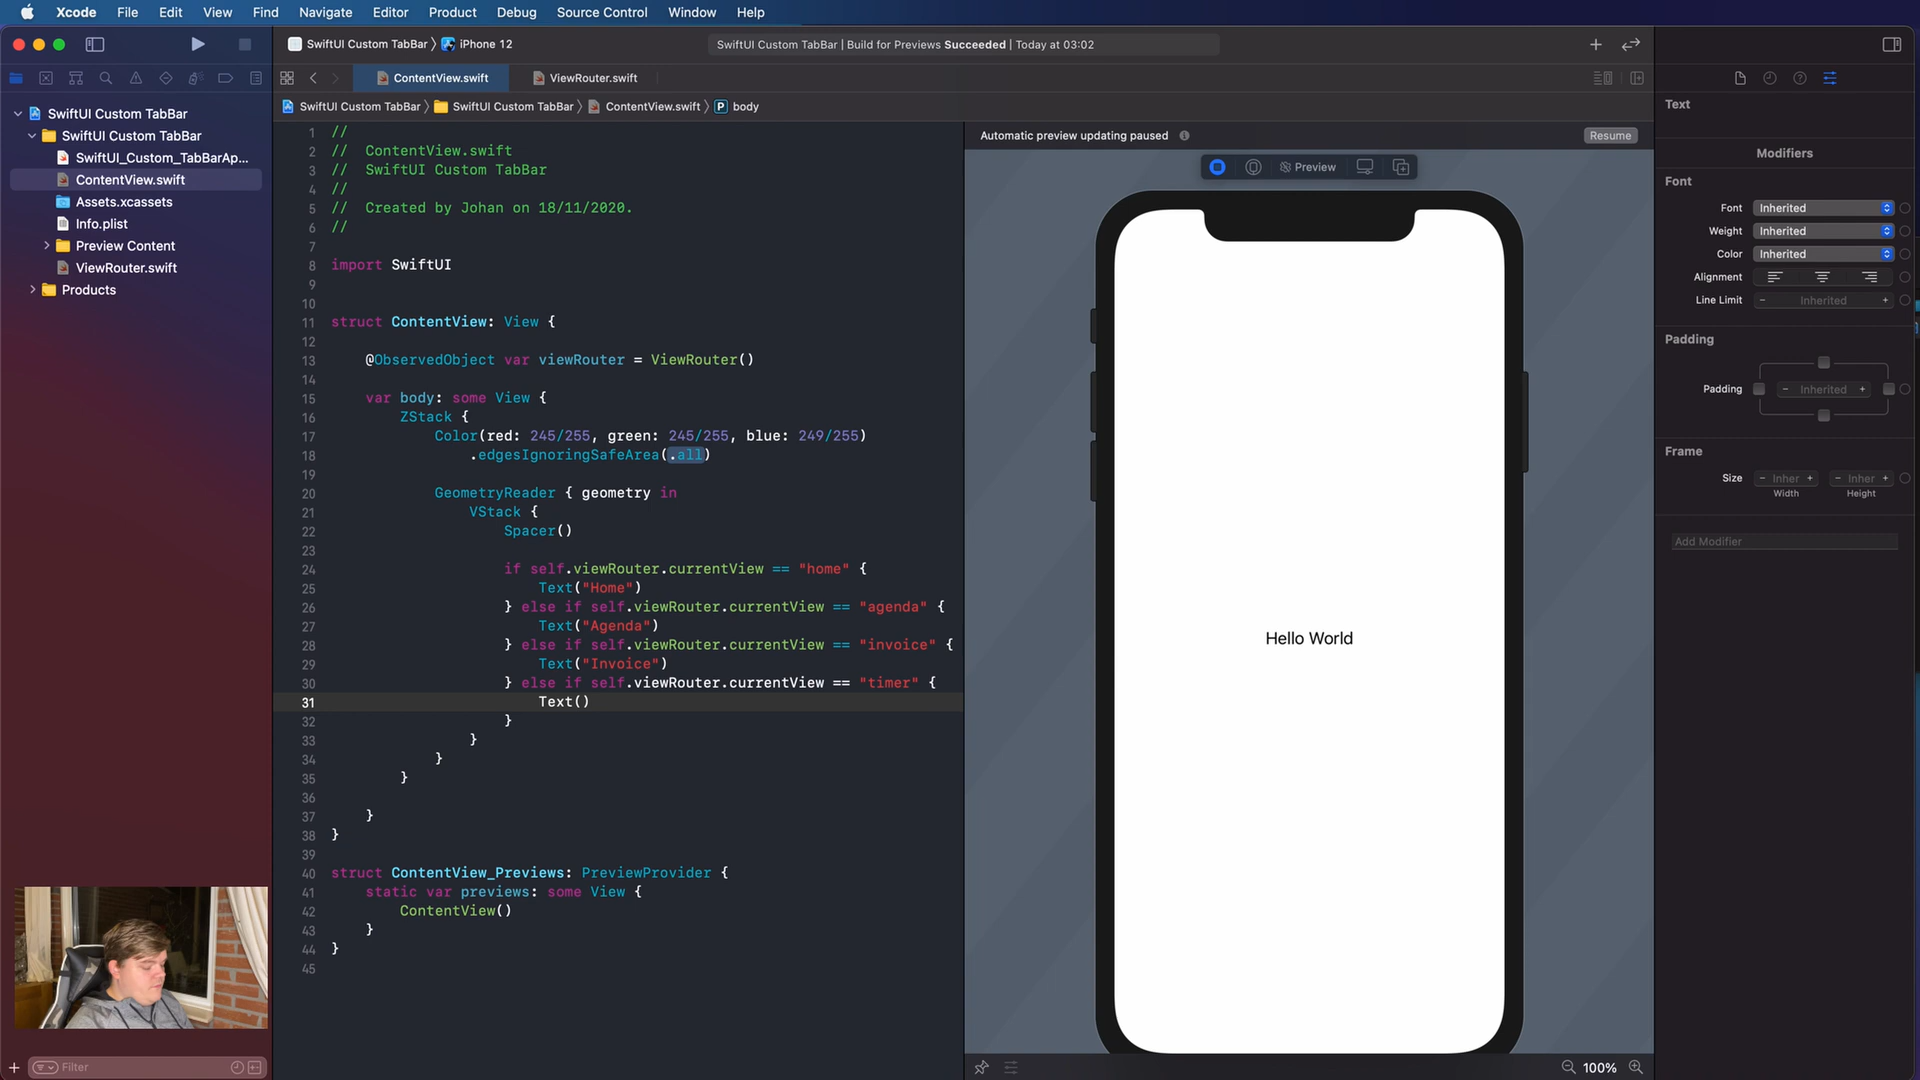 Xcode File Edit View Find Navigate Editor Product Debug Source Control Window Help
SwiftUI Custom TabBar iPhone 12
SwiftUI Custom TabBar | Build for Previews Succeeded | Today at 03:02
ContentView.swift ViewRouter.swift
SwiftUI Custom TabBar SwiftUI Custom TabBar ContentView.swift P body
SwiftUI Custom TabBar
SwiftUI Custom TabBar
SwiftUI_Custom_TabBarAp...
ContentView.swift
Assets.xcassets
Info.plist
Preview Content
ViewRouter.swift
Products
Filter
1 //
2 // ContentView.swift
3 // SwiftUI Custom TabBar
4 //
5 // Created by Johan on 18/11/2020.
6 //
7
8 import SwiftUI
9
10
11 struct ContentView: View {
12
13 @ObservedObject var viewRouter = ViewRouter()
14
15 var body: some View {
16 ZStack {
17 Color(red: 245/255, green: 245/255, blue: 249/255)
18 .edgesIgnoringSafeArea(.all)
19
20 GeometryReader { geometry in
21 VStack {
22 Spacer()
23
24 if self.viewRouter.currentView == "home" {
25 Text("Home")
26 } else if self.viewRouter.currentView == "agenda" {
27 Text("Agenda")
28 } else if self.viewRouter.currentView == "invoice" {
29 Text("Invoice")
30 } else if self.viewRouter.currentView == "timer" {
31 Text()
32 }
33 }
34 }
35 }
36
37 }
38 }
39
40 struct ContentView_Previews: PreviewProvider {
41 static var previews: some View {
42 ContentView()
43 }
44 }
45
Automatic preview updating paused Resume
Preview
Hello World
100%
Text
Modifiers
Font
Font Inherited
Weight Inherited
Color Inherited
Alignment
Line Limit − Inherited +
Padding
Padding − Inherited +
Frame
Size − Inher + − Inher +
Width Height
Add Modifier